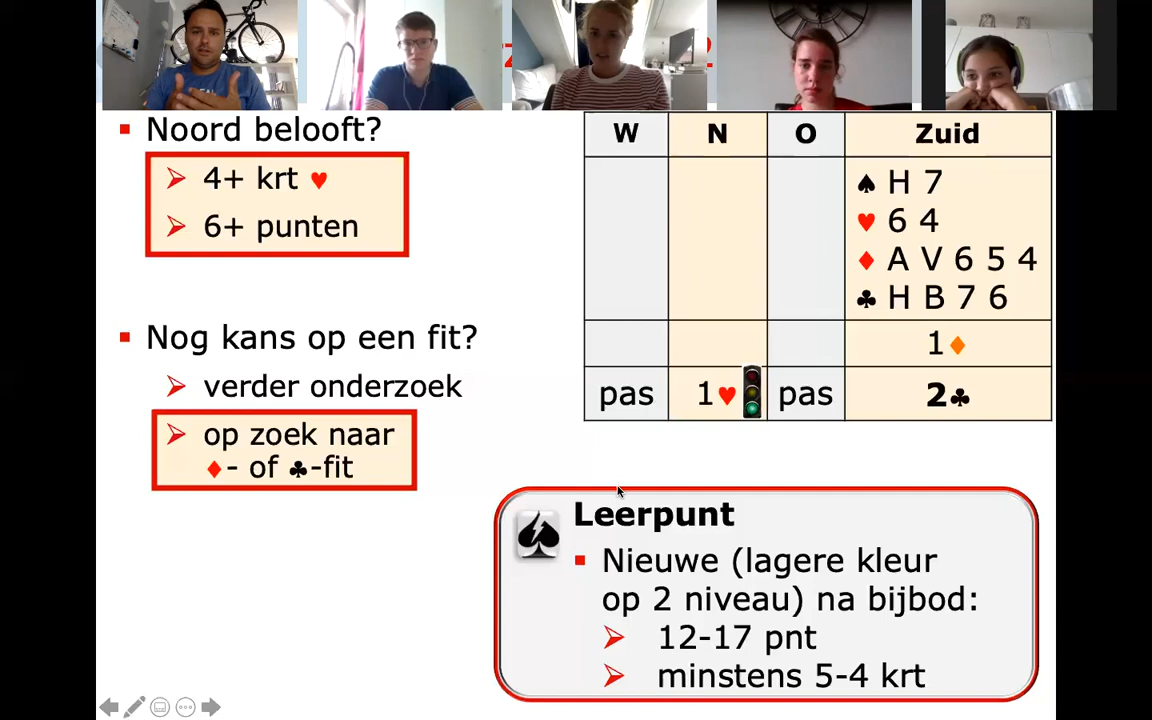 Noord belooft?
4+ krt ♥
6+ punten
Nog kans op een fit?
verder onderzoek
op zoek naar
♦- of ♣-fit
W N O Zuid
♠ H 7
♥ 6 4
♦ A V 6 5 4
♣ H B 7 6
1♦
pas 1♥ pas 2♣
Leerpunt
Nieuwe (lagere kleur
op 2 niveau) na bijbod:
12-17 pnt
minstens 5-4 krt